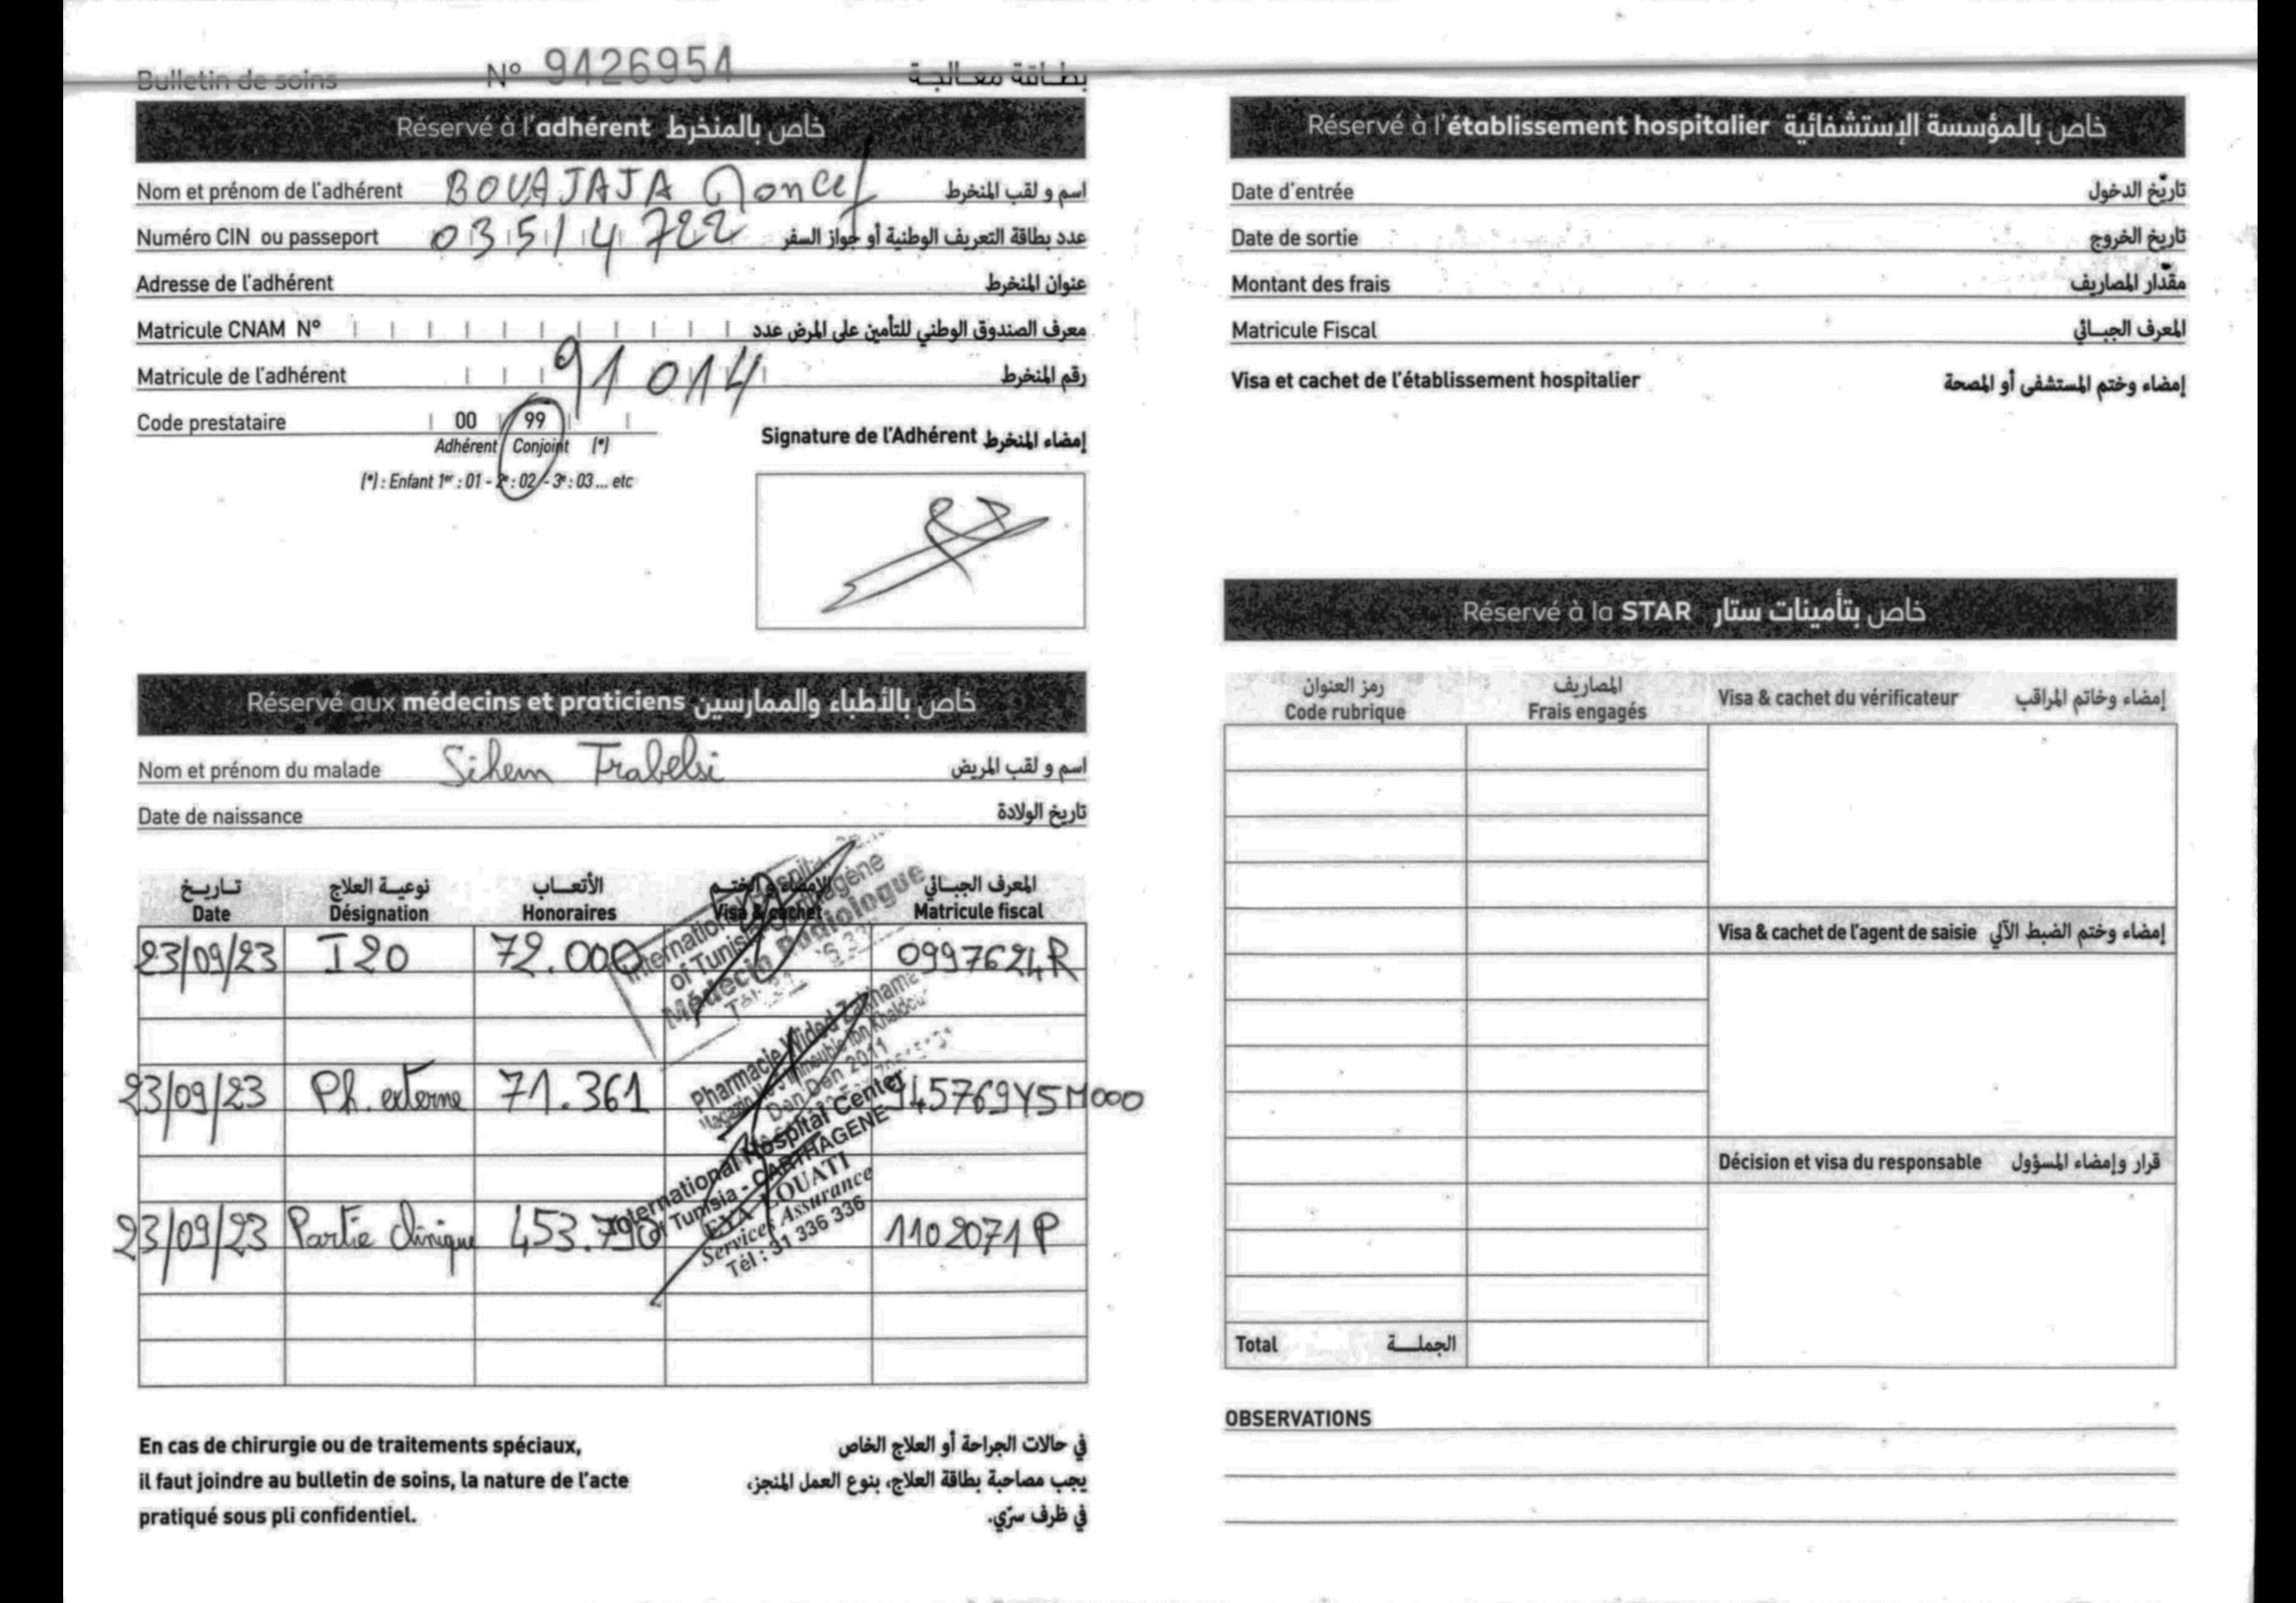 Bulletin de soins N° 9426954 بطاقة معالجة
Réservé à l'adhérent خاص بالمنخرط
Nom et prénom de l'adhérent BOUAJAJA Moncef اسم و لقب المنخرط
Numéro CIN ou passeport 03514722 عدد بطاقة التعريف الوطنية أو جواز السفر
Adresse de l'adhérent عنوان المنخرط
Matricule CNAM N° معرف الصندوق الوطني للتأمين على المرض عدد
Matricule de l'adhérent 91014 رقم المنخرط
Code prestataire 00 99
Adhérent Conjoint (*)
(*) : Enfant 1er : 01 - 2e : 02 - 3e : 03 ... etc
Signature de l'Adhérent إمضاء المنخرط
Réservé aux médecins et praticiens خاص بالأطباء والممارسين
Nom et prénom du malade Sihem Trabelsi اسم و لقب المريض
Date de naissance تاريخ الولادة
تاريخ نوعية العلاج الأتعاب الإمضاء و الختم المعرف الجبائي
Date Désignation Honoraires Visa & cachet Matricule fiscal
23/09/23 I20 72.000 0997624R
International Hospital
of Tunisia Carthagène
Médecin Radiologue
23/09/23 Ph. externe 71.361 945769Y5M000
Pharmacie Wided
Immeuble Ibn Khaldoun
Den Den 2011
23/09/23 Partie clinique 453.790 1102071P
International Hospital Center
of Tunisia - CARTHAGENE
EYA LOUATI
Services Assurance
Tél : 31 336 336
En cas de chirurgie ou de traitements spéciaux,
il faut joindre au bulletin de soins, la nature de l'acte
pratiqué sous pli confidentiel.
في حالات الجراحة أو العلاج الخاص
يجب مصاحبة بطاقة العلاج، بنوع العمل المنجز،
في ظرف سرّي.
Réservé à l'établissement hospitalier خاص بالمؤسسة الإستشفائية
Date d'entrée تاريخ الدخول
Date de sortie تاريخ الخروج
Montant des frais مقدار المصاريف
Matricule Fiscal المعرف الجبائي
Visa et cachet de l'établissement hospitalier إمضاء وختم المستشفى أو المصحة
Réservé à la STAR خاص بتأمينات ستار
رمز العنوان المصاريف
Code rubrique Frais engagés Visa & cachet du vérificateur إمضاء وخاتم المراقب
Visa & cachet de l'agent de saisie إمضاء وختم الضبط الآلي
Décision et visa du responsable قرار وإمضاء المسؤول
Total الجملة
OBSERVATIONS